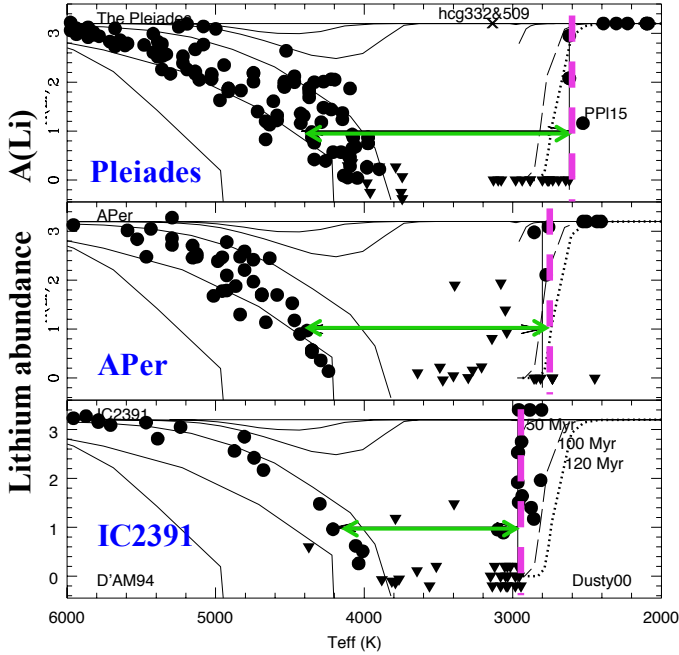 The Pleiades
hcg332&509
PPl15
Pleiades
A(Li)
3
2
1
0
APer
APer
3
2
1
0
Lithium abundance
IC2391
50 Myr
100 Myr
120 Myr
IC2391
D'AM94
Dusty00
3
2
1
0
6000 5000 4000 3000 2000
Teff (K)